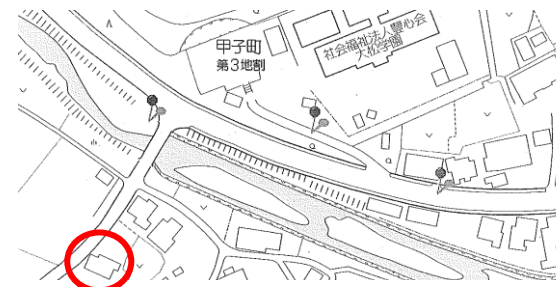 甲子町
第3地割
社会福祉法人豊心会
大松学園